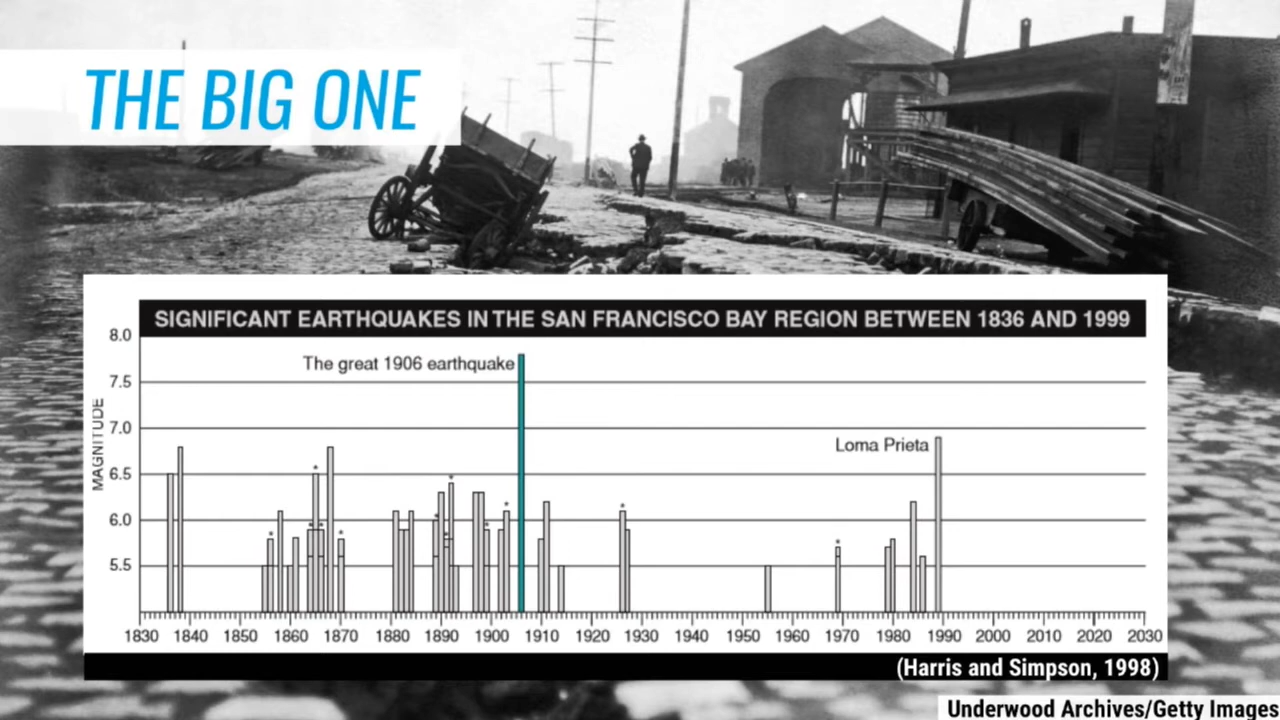 THE BIG ONE
SIGNIFICANT EARTHQUAKES IN THE SAN FRANCISCO BAY REGION BETWEEN 1836 AND 1999
8.0
The great 1906 earthquake
7.5
MAGNITUDE
7.0
Loma Prieta
6.5
6.0
5.5
1830 1840 1850 1860 1870 1880 1890 1900 1910 1920 1930 1940 1950 1960 1970 1980 1990 2000 2010 2020 2030
(Harris and Simpson, 1998)
Underwood Archives/Getty Images